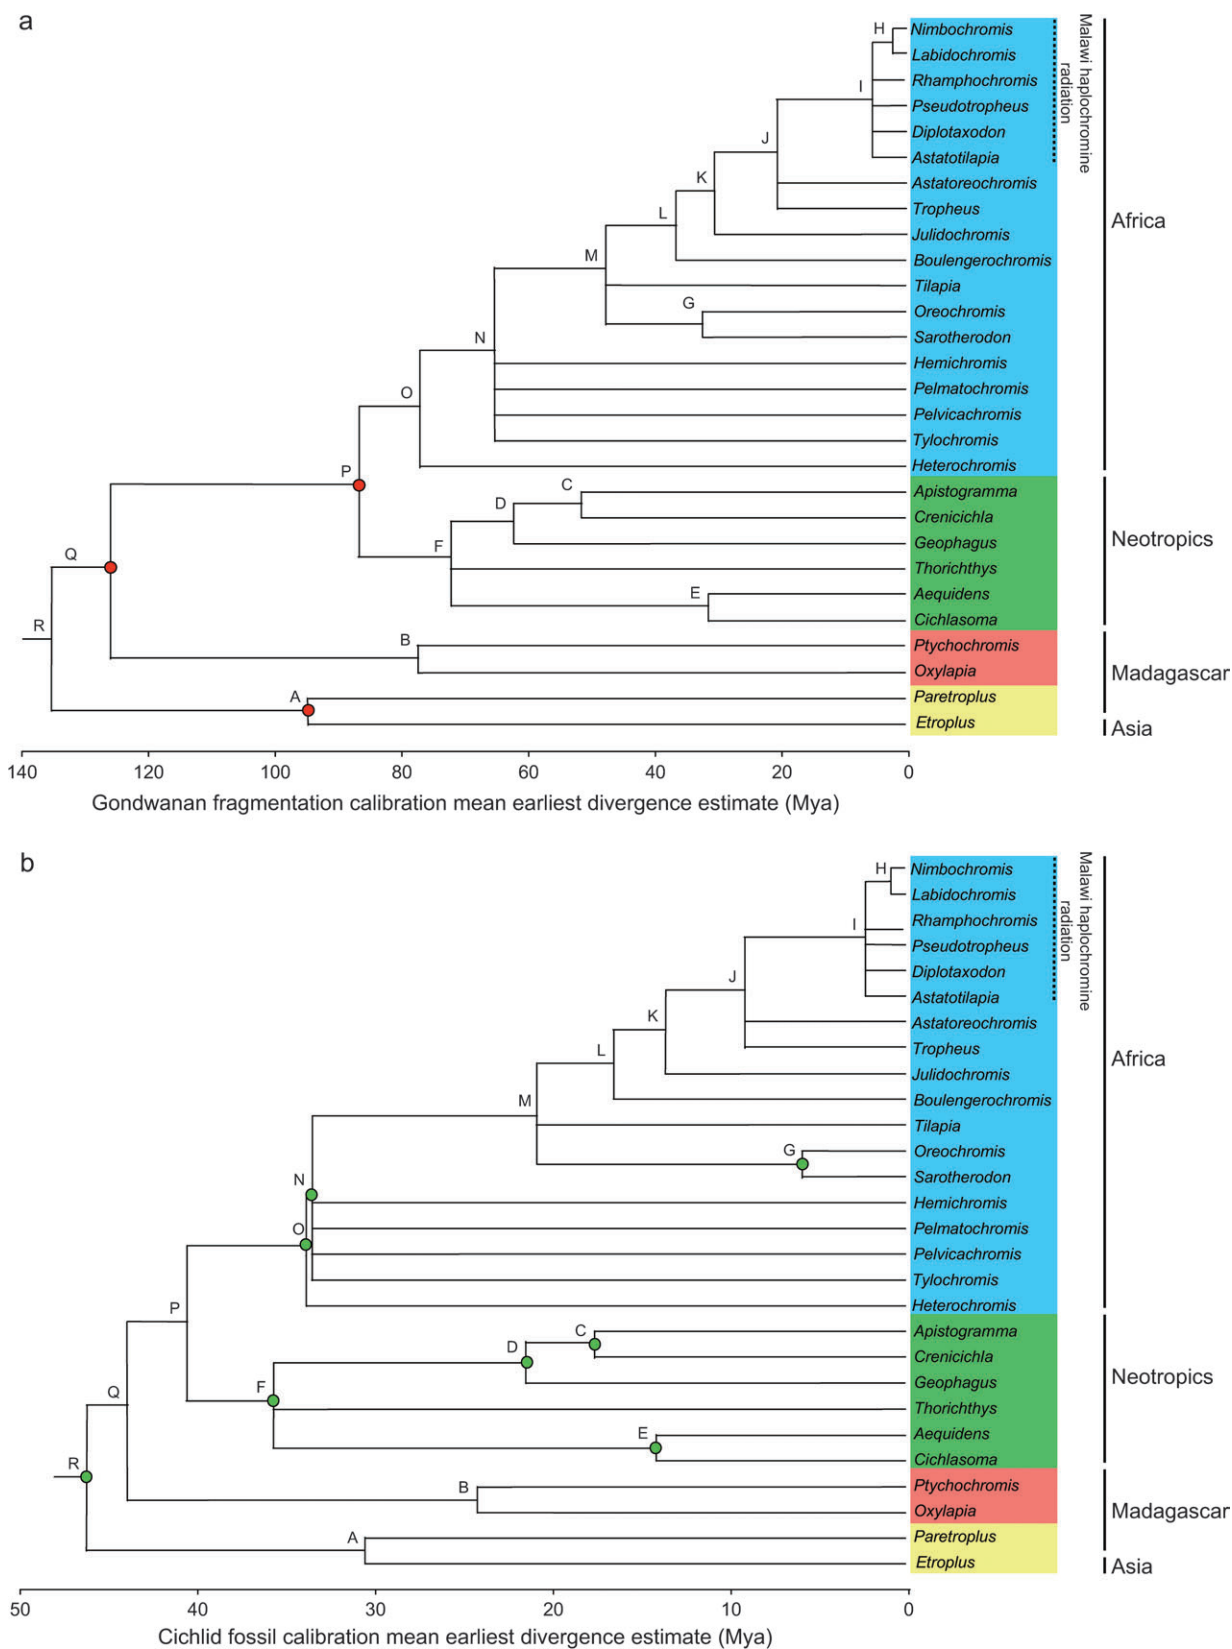 a
H
Nimbochromis
Labidochromis
I
Rhamphochromis
Pseudotropheus
Diplotaxodon
Astatotilapia
Malawi haplochromine
radiation
J
Astatoreochromis
Tropheus
K
Julidochromis
L
Boulengerochromis
M
Tilapia
G
Oreochromis
Sarotherodon
N
Hemichromis
Pelmatochromis
Pelvicachromis
Tylochromis
O
Heterochromis
Africa
P
C
Apistogramma
Crenicichla
D
Geophagus
F
Thorichthys
E
Aequidens
Cichlasoma
Neotropics
Q
R
B
Ptychochromis
Oxylapia
Madagascar
A
Paretroplus
Etroplus
Asia
140 120 100 80 60 40 20 0
Gondwanan fragmentation calibration mean earliest divergence estimate (Mya)
b
H
Nimbochromis
Labidochromis
I
Rhamphochromis
Pseudotropheus
Diplotaxodon
Astatotilapia
Malawi haplochromine
radiation
J
Astatoreochromis
Tropheus
K
Julidochromis
L
Boulengerochromis
M
Tilapia
G
Oreochromis
Sarotherodon
N
Hemichromis
O
Pelmatochromis
Pelvicachromis
Tylochromis
Heterochromis
Africa
P
C
Apistogramma
Crenicichla
D
Geophagus
F
Thorichthys
E
Aequidens
Cichlasoma
Neotropics
Q
R
B
Ptychochromis
Oxylapia
Madagascar
A
Paretroplus
Etroplus
Asia
50 40 30 20 10 0
Cichlid fossil calibration mean earliest divergence estimate (Mya)